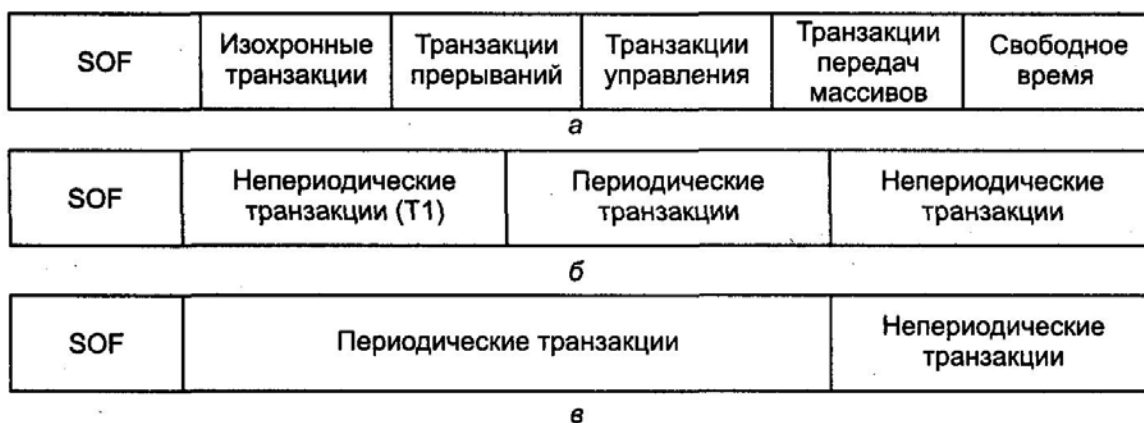 SOF
Изохронные
транзакции
Транзакции
прерываний
Транзакции
управления
Транзакции
передач
массивов
Свободное
время
а
SOF
Непериодические
транзакции (Т1)
Периодические
транзакции
Непериодические
транзакции
б
SOF
Периодические транзакции
Непериодические
транзакции
в